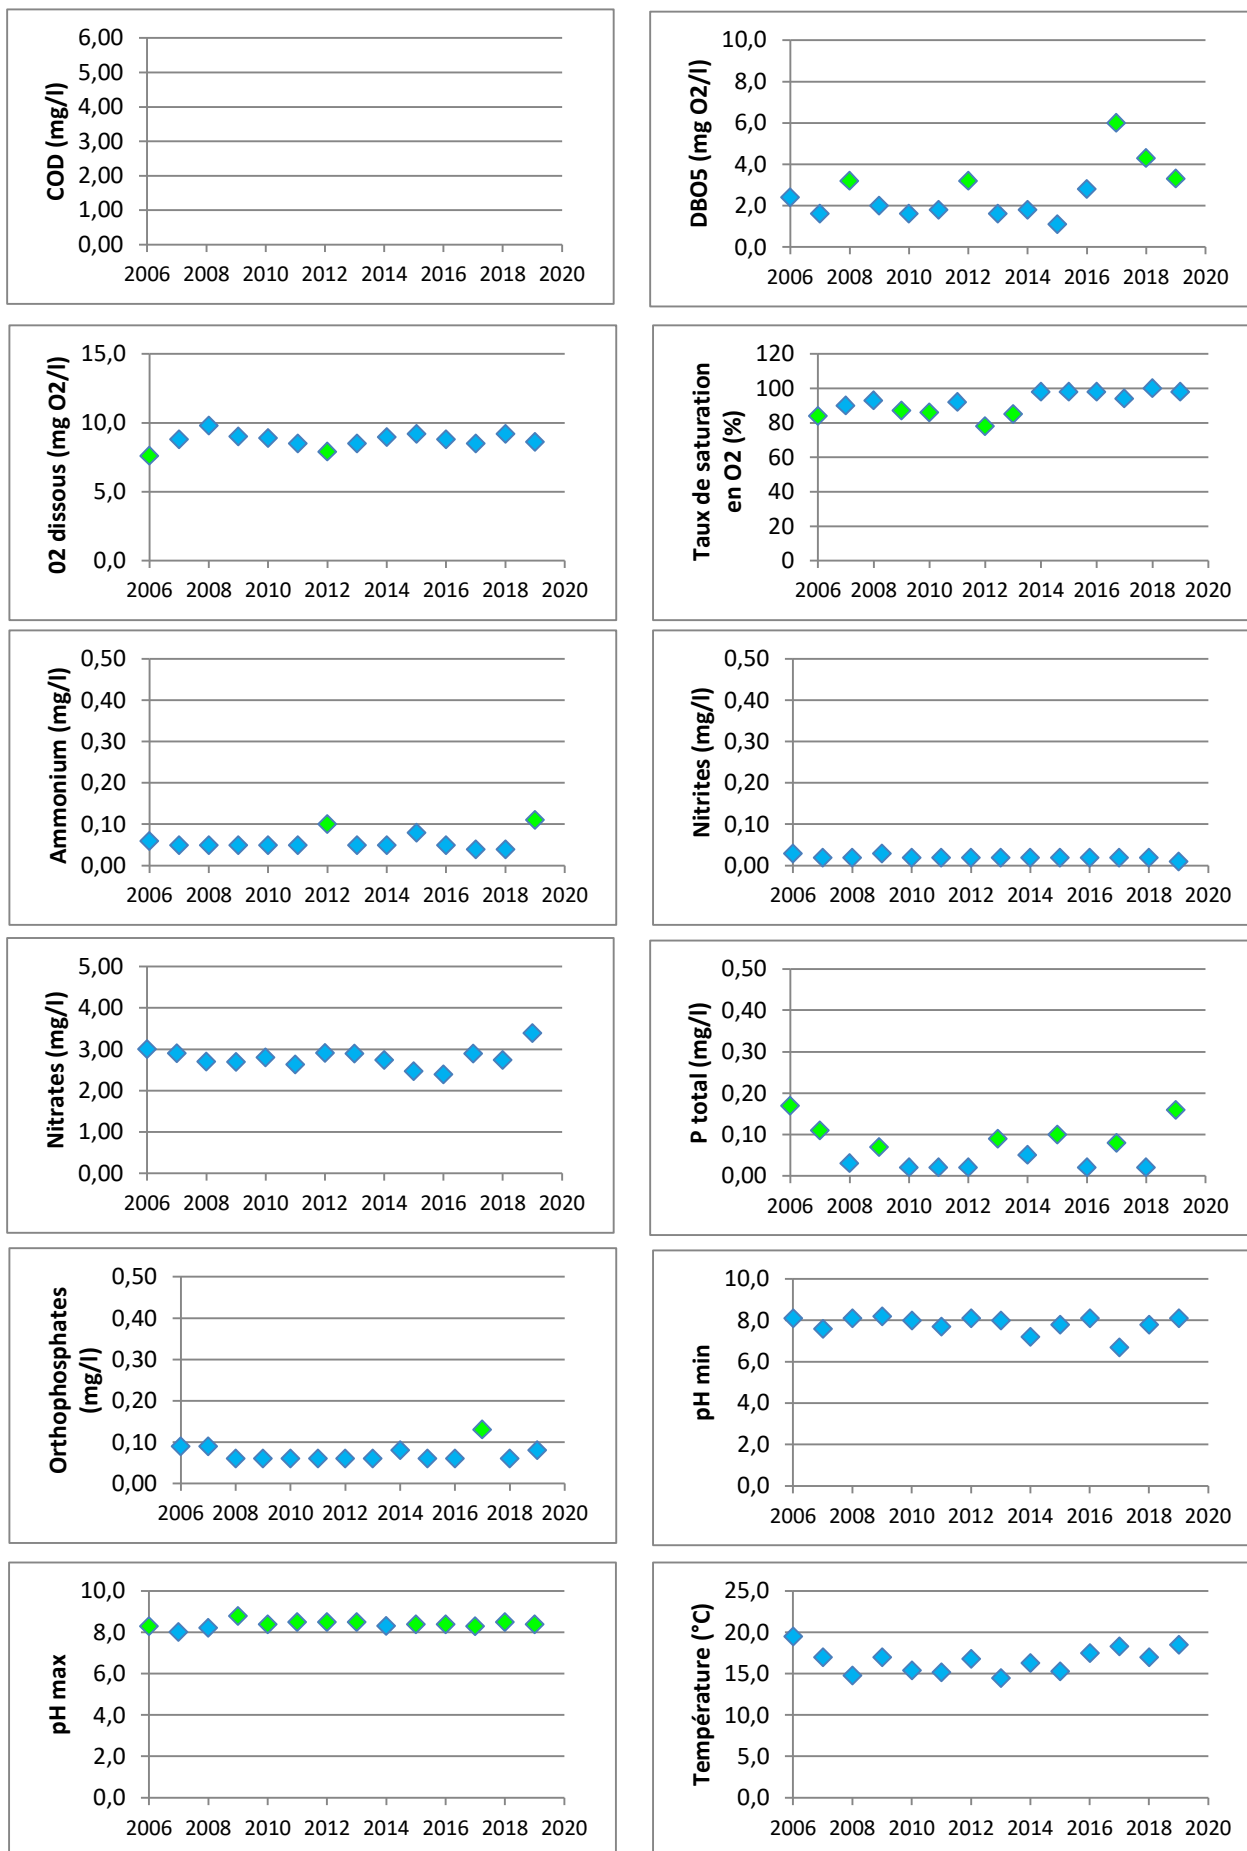 COD (mg/l)
6,00
5,00
4,00
3,00
2,00
1,00
0,00
2006 2008 2010 2012 2014 2016 2018 2020
DBO5 (mg O2/l)
10,0
8,0
6,0
4,0
2,0
0,0
2006 2008 2010 2012 2014 2016 2018 2020
02 dissous (mg O2/l)
15,0
10,0
5,0
0,0
2006 2008 2010 2012 2014 2016 2018 2020
Taux de saturation
en O2 (%)
120
100
80
60
40
20
0
2006 2008 2010 2012 2014 2016 2018 2020
Ammonium (mg/l)
0,50
0,40
0,30
0,20
0,10
0,00
2006 2008 2010 2012 2014 2016 2018 2020
Nitrites (mg/l)
0,50
0,40
0,30
0,20
0,10
0,00
2006 2008 2010 2012 2014 2016 2018 2020
Nitrates (mg/l)
5,00
4,00
3,00
2,00
1,00
0,00
2006 2008 2010 2012 2014 2016 2018 2020
P total (mg/l)
0,50
0,40
0,30
0,20
0,10
0,00
2006 2008 2010 2012 2014 2016 2018 2020
Orthophosphates
(mg/l)
0,50
0,40
0,30
0,20
0,10
0,00
2006 2008 2010 2012 2014 2016 2018 2020
pH min
10,0
8,0
6,0
4,0
2,0
0,0
2006 2008 2010 2012 2014 2016 2018 2020
pH max
10,0
8,0
6,0
4,0
2,0
0,0
2006 2008 2010 2012 2014 2016 2018 2020
Température (°C)
25,0
20,0
15,0
10,0
5,0
0,0
2006 2008 2010 2012 2014 2016 2018 2020